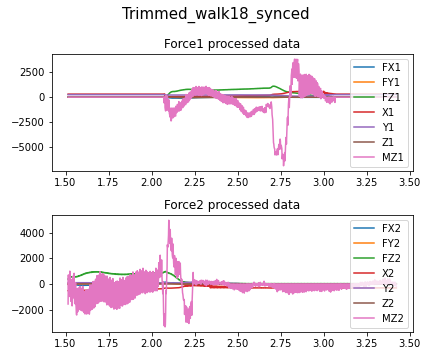 Trimmed_walk18_synced
Force1 processed data
2500
0
−2500
−5000
1.50 1.75 2.00 2.25 2.50 2.75 3.00 3.25 3.50
FX1
FY1
FZ1
X1
Y1
Z1
MZ1
Force2 processed data
4000
2000
0
−2000
1.50 1.75 2.00 2.25 2.50 2.75 3.00 3.25 3.50
FX2
FY2
FZ2
X2
Y2
Z2
MZ2